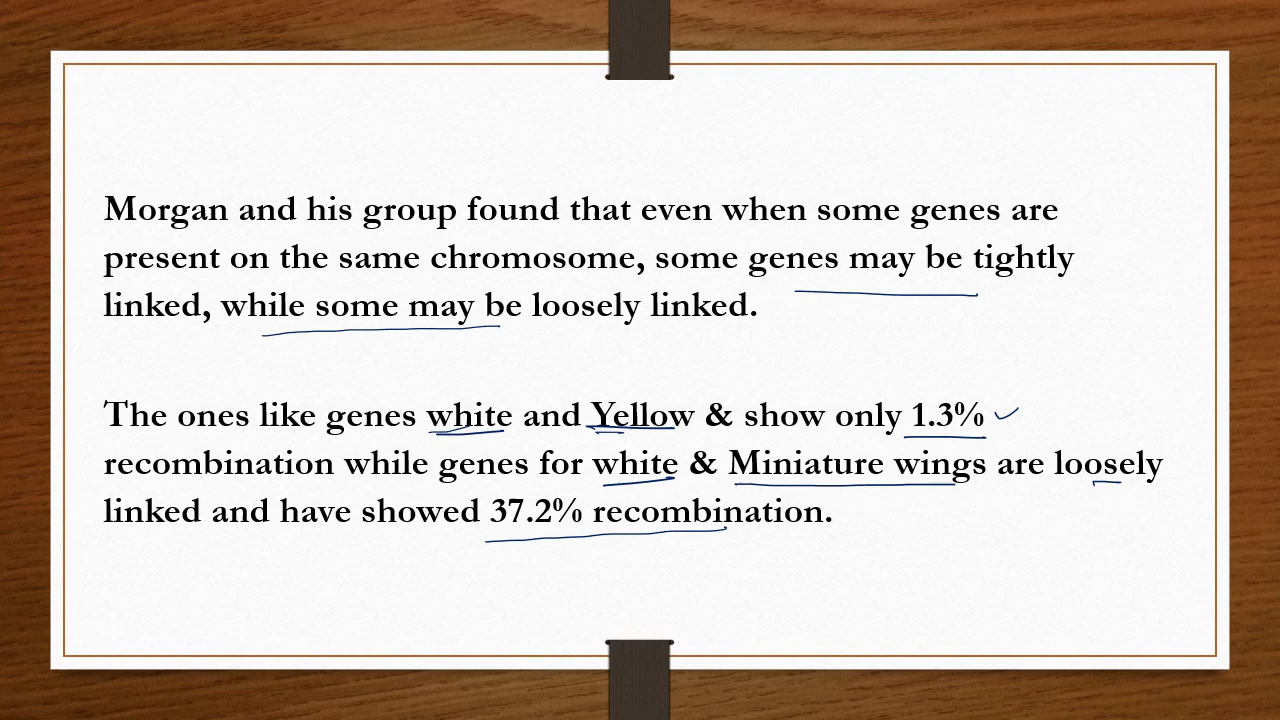 Morgan and his group found that even when some genes are
present on the same chromosome, some genes may be tightly
linked, while some may be loosely linked.
The ones like genes white and Yellow & show only 1.3%
recombination while genes for white & Miniature wings are loosely
linked and have showed 37.2% recombination.